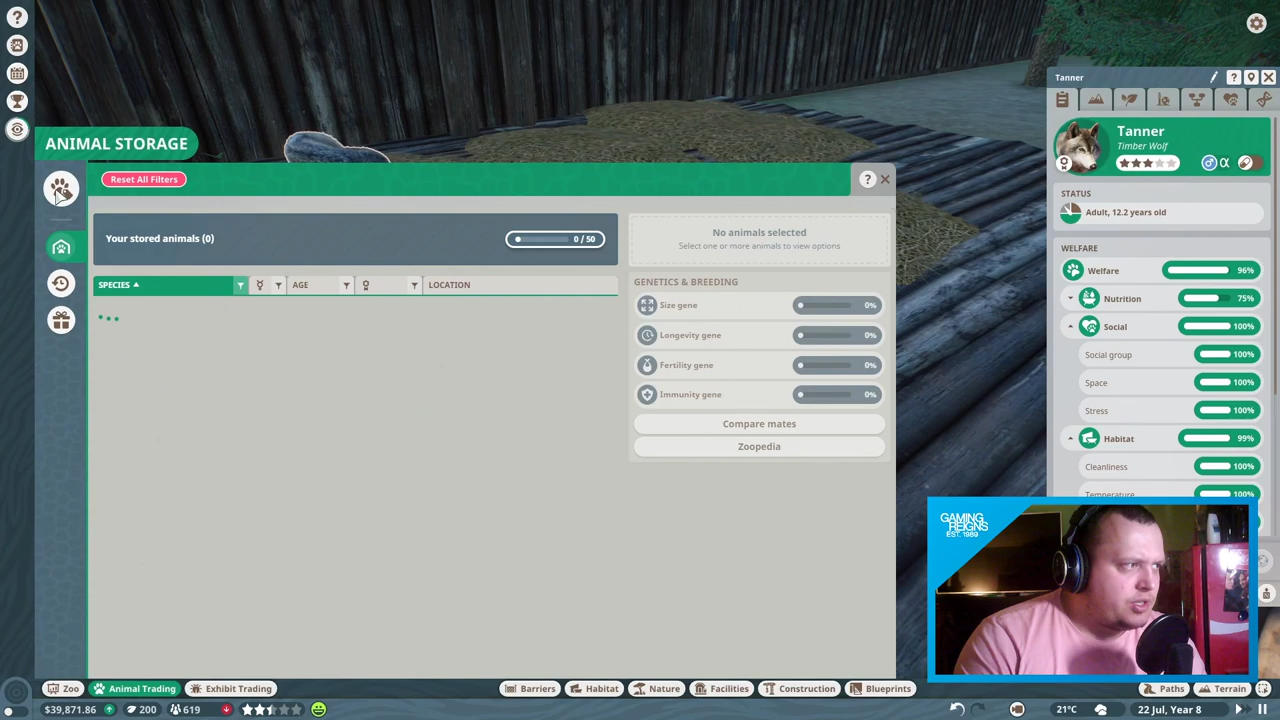 ANIMAL STORAGE
Reset All Filters
?
Your stored animals (0)
0 / 50
SPECIES
AGE
LOCATION
No animals selected
Select one or more animals to view options
GENETICS & BREEDING
Size gene
0%
Longevity gene
0%
Fertility gene
0%
Immunity gene
0%
Compare mates
Zoopedia
Tanner
?
Tanner
Timber Wolf
α
STATUS
Adult, 12.2 years old
WELFARE
Welfare
96%
Nutrition
75%
Social
100%
Social group
100%
Space
100%
Stress
100%
Habitat
99%
Cleanliness
100%
Temperature
100%
GAMING
REIGNS
EST. 1989
?
Zoo
Animal Trading
Exhibit Trading
Barriers
Habitat
Nature
Facilities
Construction
Blueprints
Paths
Terrain
$39,871.86
200
619
21°C
22 Jul, Year 8